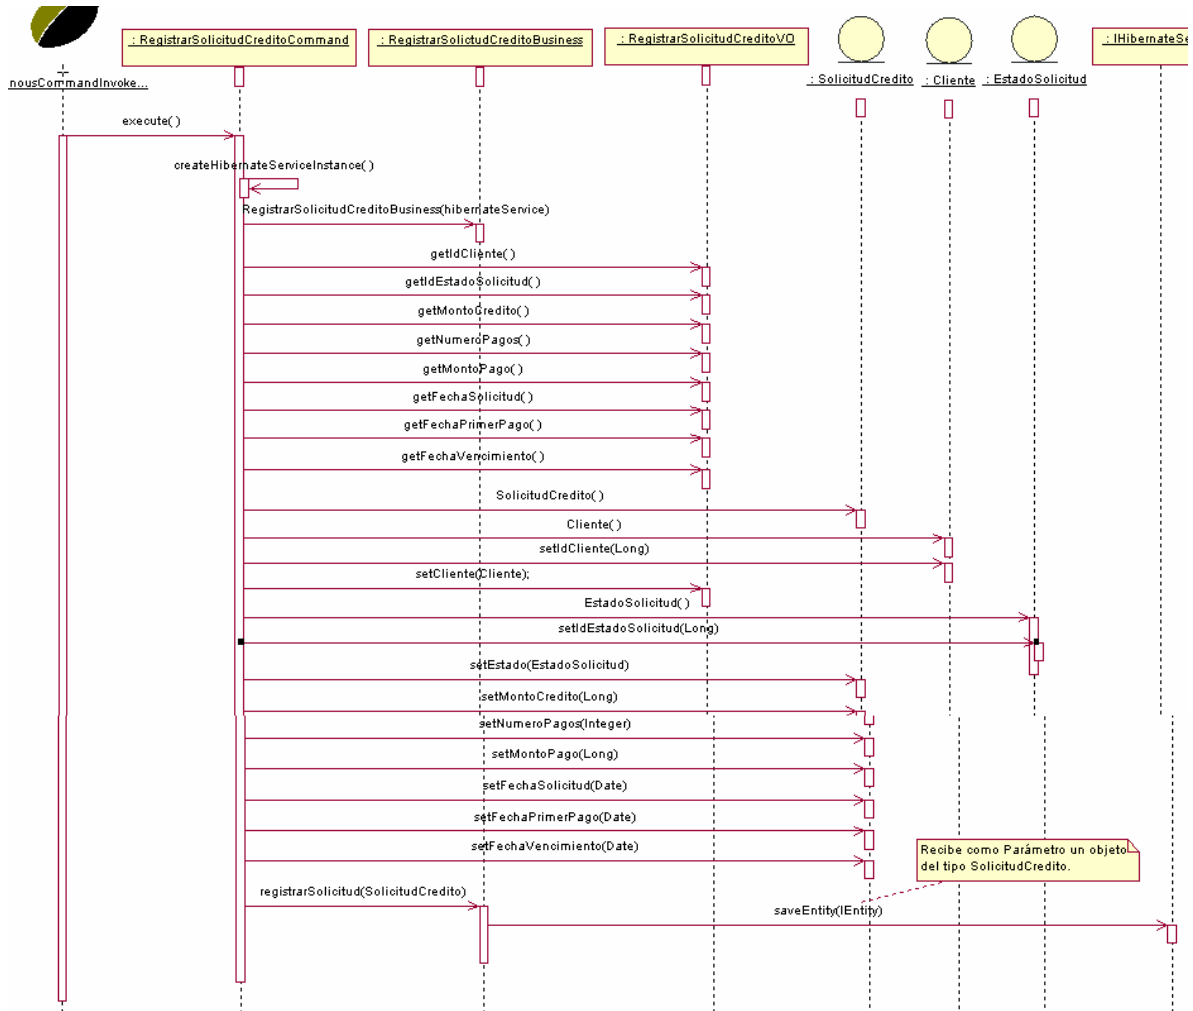 : RegistrarSolicitudCreditoCommand
: RegistrarSolictudCreditoBusiness
: RegistrarSolicitudCreditoVO
: IHibernateSe
nousCommandInvoke...
: SolicitudCredito
: Cliente
: EstadoSolicitud
execute( )
createHibernateServiceInstance( )
RegistrarSolicitudCreditoBusiness(hibernateService)
getIdCliente( )
getIdEstadoSolicitud( )
getMontoCredito( )
getNumeroPagos( )
getMontoPago( )
getFechaSolicitud( )
getFechaPrimerPago( )
getFechaVencimiento( )
SolicitudCredito( )
Cliente( )
setIdCliente(Long)
setCliente(Cliente);
EstadoSolicitud( )
setIdEstadoSolicitud(Long)
setEstado(EstadoSolicitud)
setMontoCredito(Long)
setNumeroPagos(Integer)
setMontoPago(Long)
setFechaSolicitud(Date)
setFechaPrimerPago(Date)
setFechaVencimiento(Date)
Recibe como Parámetro un objeto
del tipo SolicitudCredito.
registrarSolicitud(SolicitudCredito)
saveEntity(IEntity)